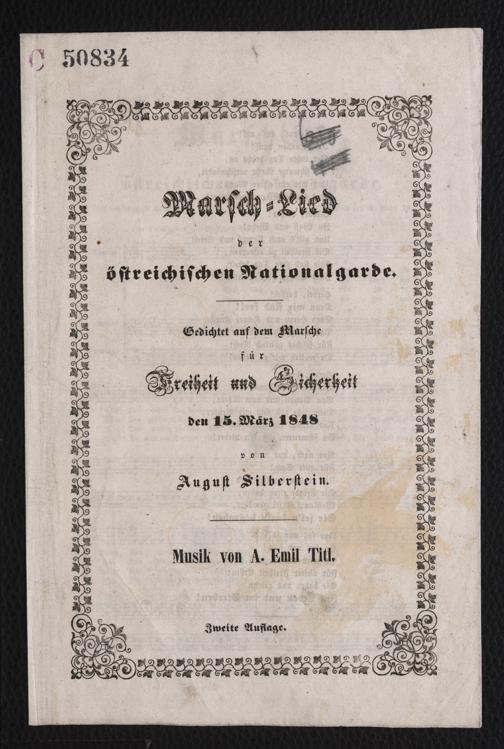 C 50834
Marsch-Lied
der
östreichischen Nationalgarde.
Gedichtet auf dem Marsche
für
Freiheit und Sicherheit
den 15. März 1848
von
August Silberstein.
Musik von A. Emil Titl.
Zweite Auflage.